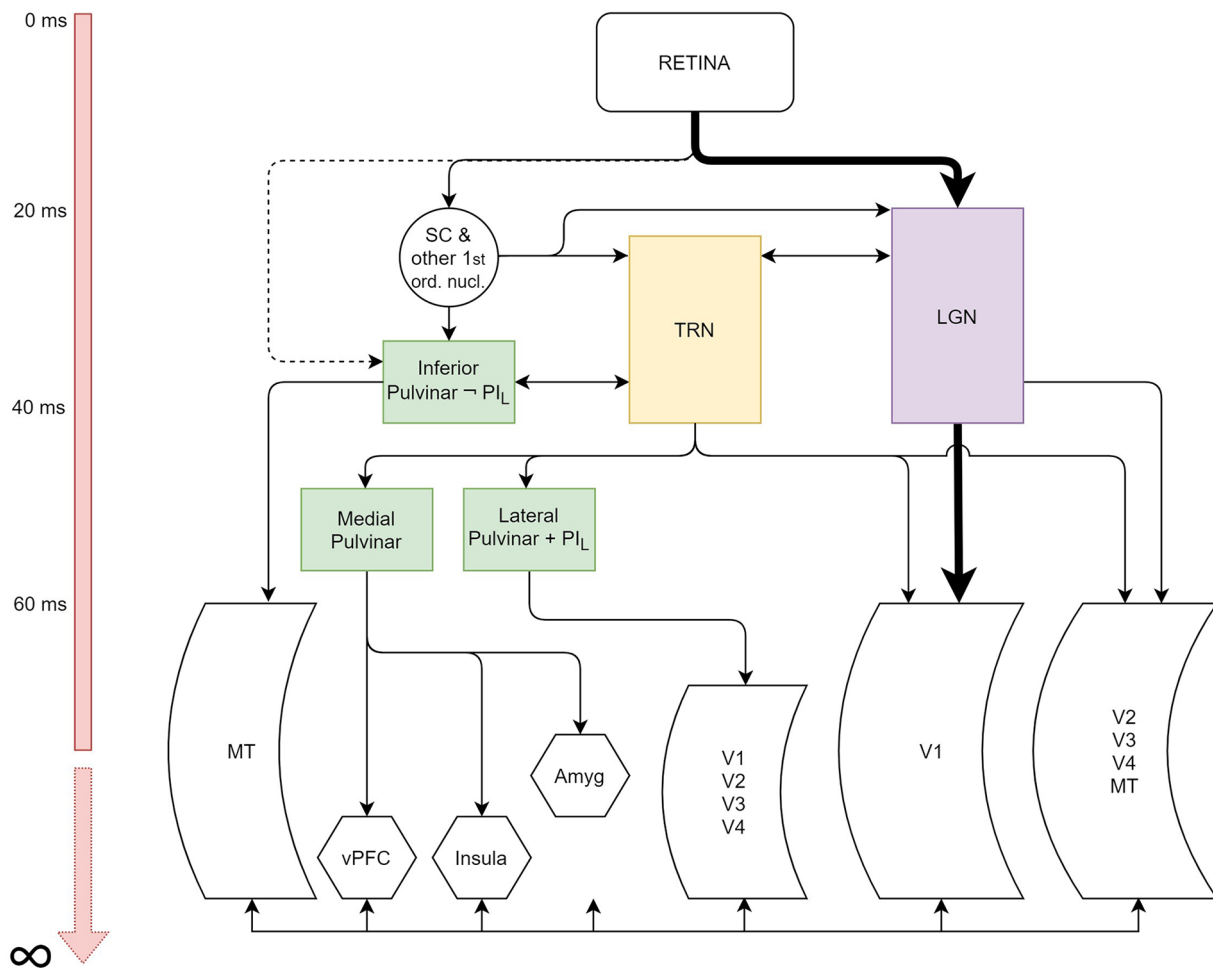 0 ms
RETINA
20 ms
SC &
other 1st
ord. nucl.
TRN
LGN
Inferior
Pulvinar ¬ PIL
40 ms
Medial
Pulvinar
Lateral
Pulvinar + PIL
60 ms
MT
vPFC
Insula
Amyg
V1
V2
V3
V4
V1
V2
V3
V4
MT
∞